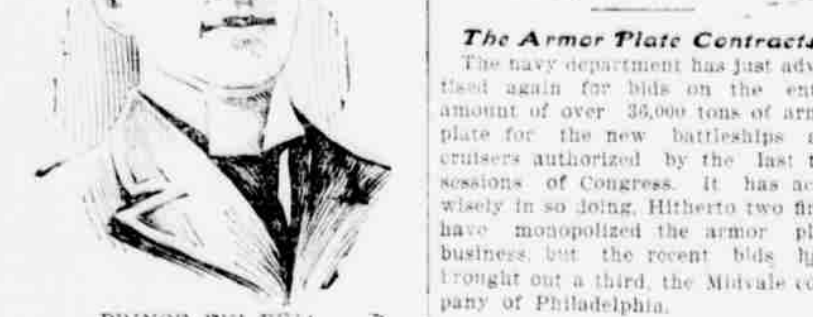 The Armor Plate Contracts
The navy department has just adv
tised again for bids on the ent
amount of over 36,000 tons of arm
plate for the new battleships a
cruisers authorized by the last t
sessions of Congress. It has ac
wisely in so doing. Hitherto two fir
have monopolized the armor pl
business, but the recent bids h
brought out a third, the Midvale co
pany of Philadelphia.
PRINCE